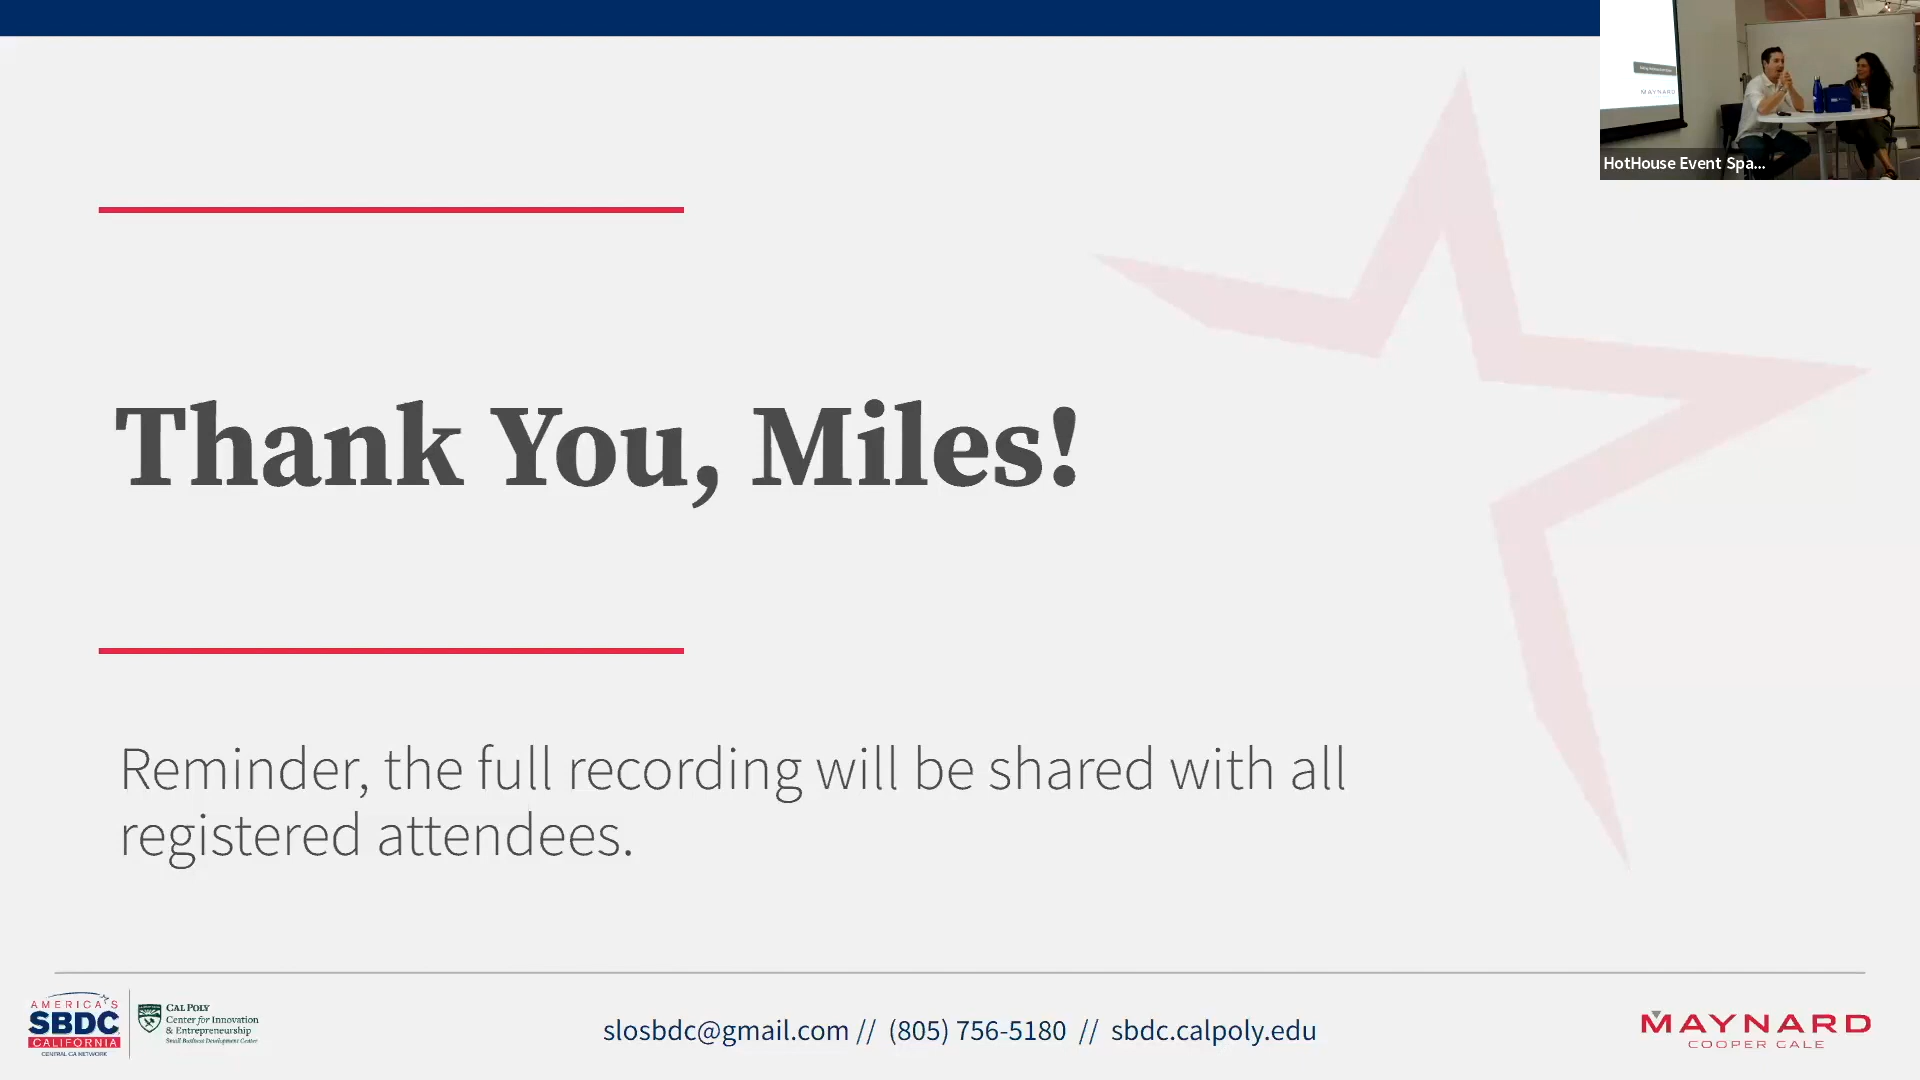 MAYNARD
HotHouse Event Spa...
Thank You, Miles!
Reminder, the full recording will be shared with all
registered attendees.
AMERICA'S
SBDC
CALIFORNIA
CENTRAL CA NETWORK
CAL POLY
Center for Innovation
& Entrepreneurship
Small Business Development Center
slosbdc@gmail.com // (805) 756-5180 // sbdc.calpoly.edu
MAYNARD
COOPER GALE